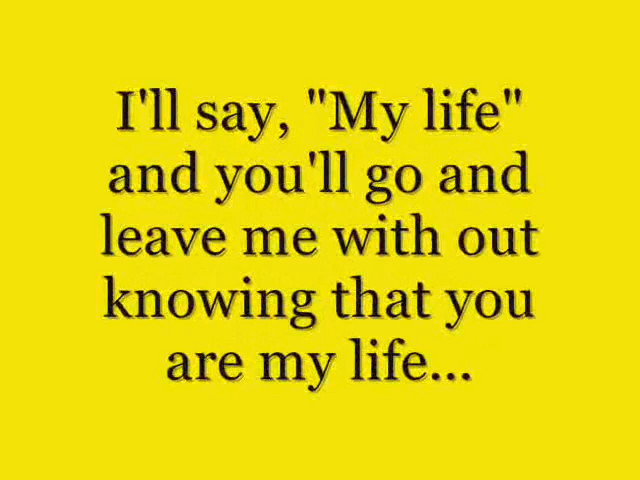 I'll say, "My life"
and you'll go and
leave me with out
knowing that you
are my life...